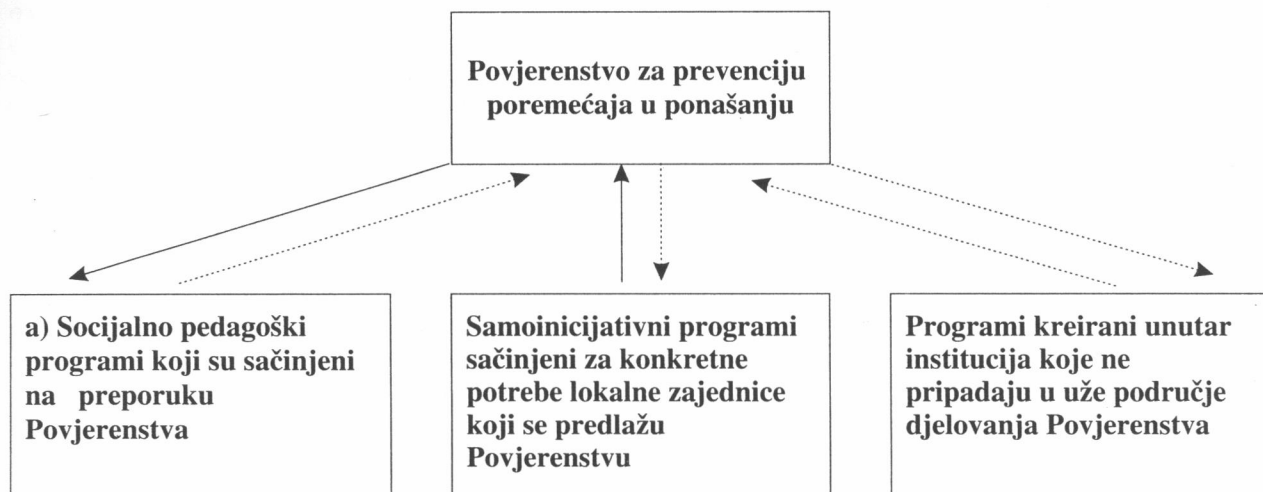 Povjerenstvo za prevenciju
poremećaja u ponašanju
a) Socijalno pedagoški
programi koji su sačinjeni
na preporuku
Povjerenstva
Samoinicijativni programi
sačinjeni za konkretne
potrebe lokalne zajednice
koji se predlažu
Povjerenstvu
Programi kreirani unutar
institucija koje ne
pripadaju u uže područje
djelovanja Povjerenstva